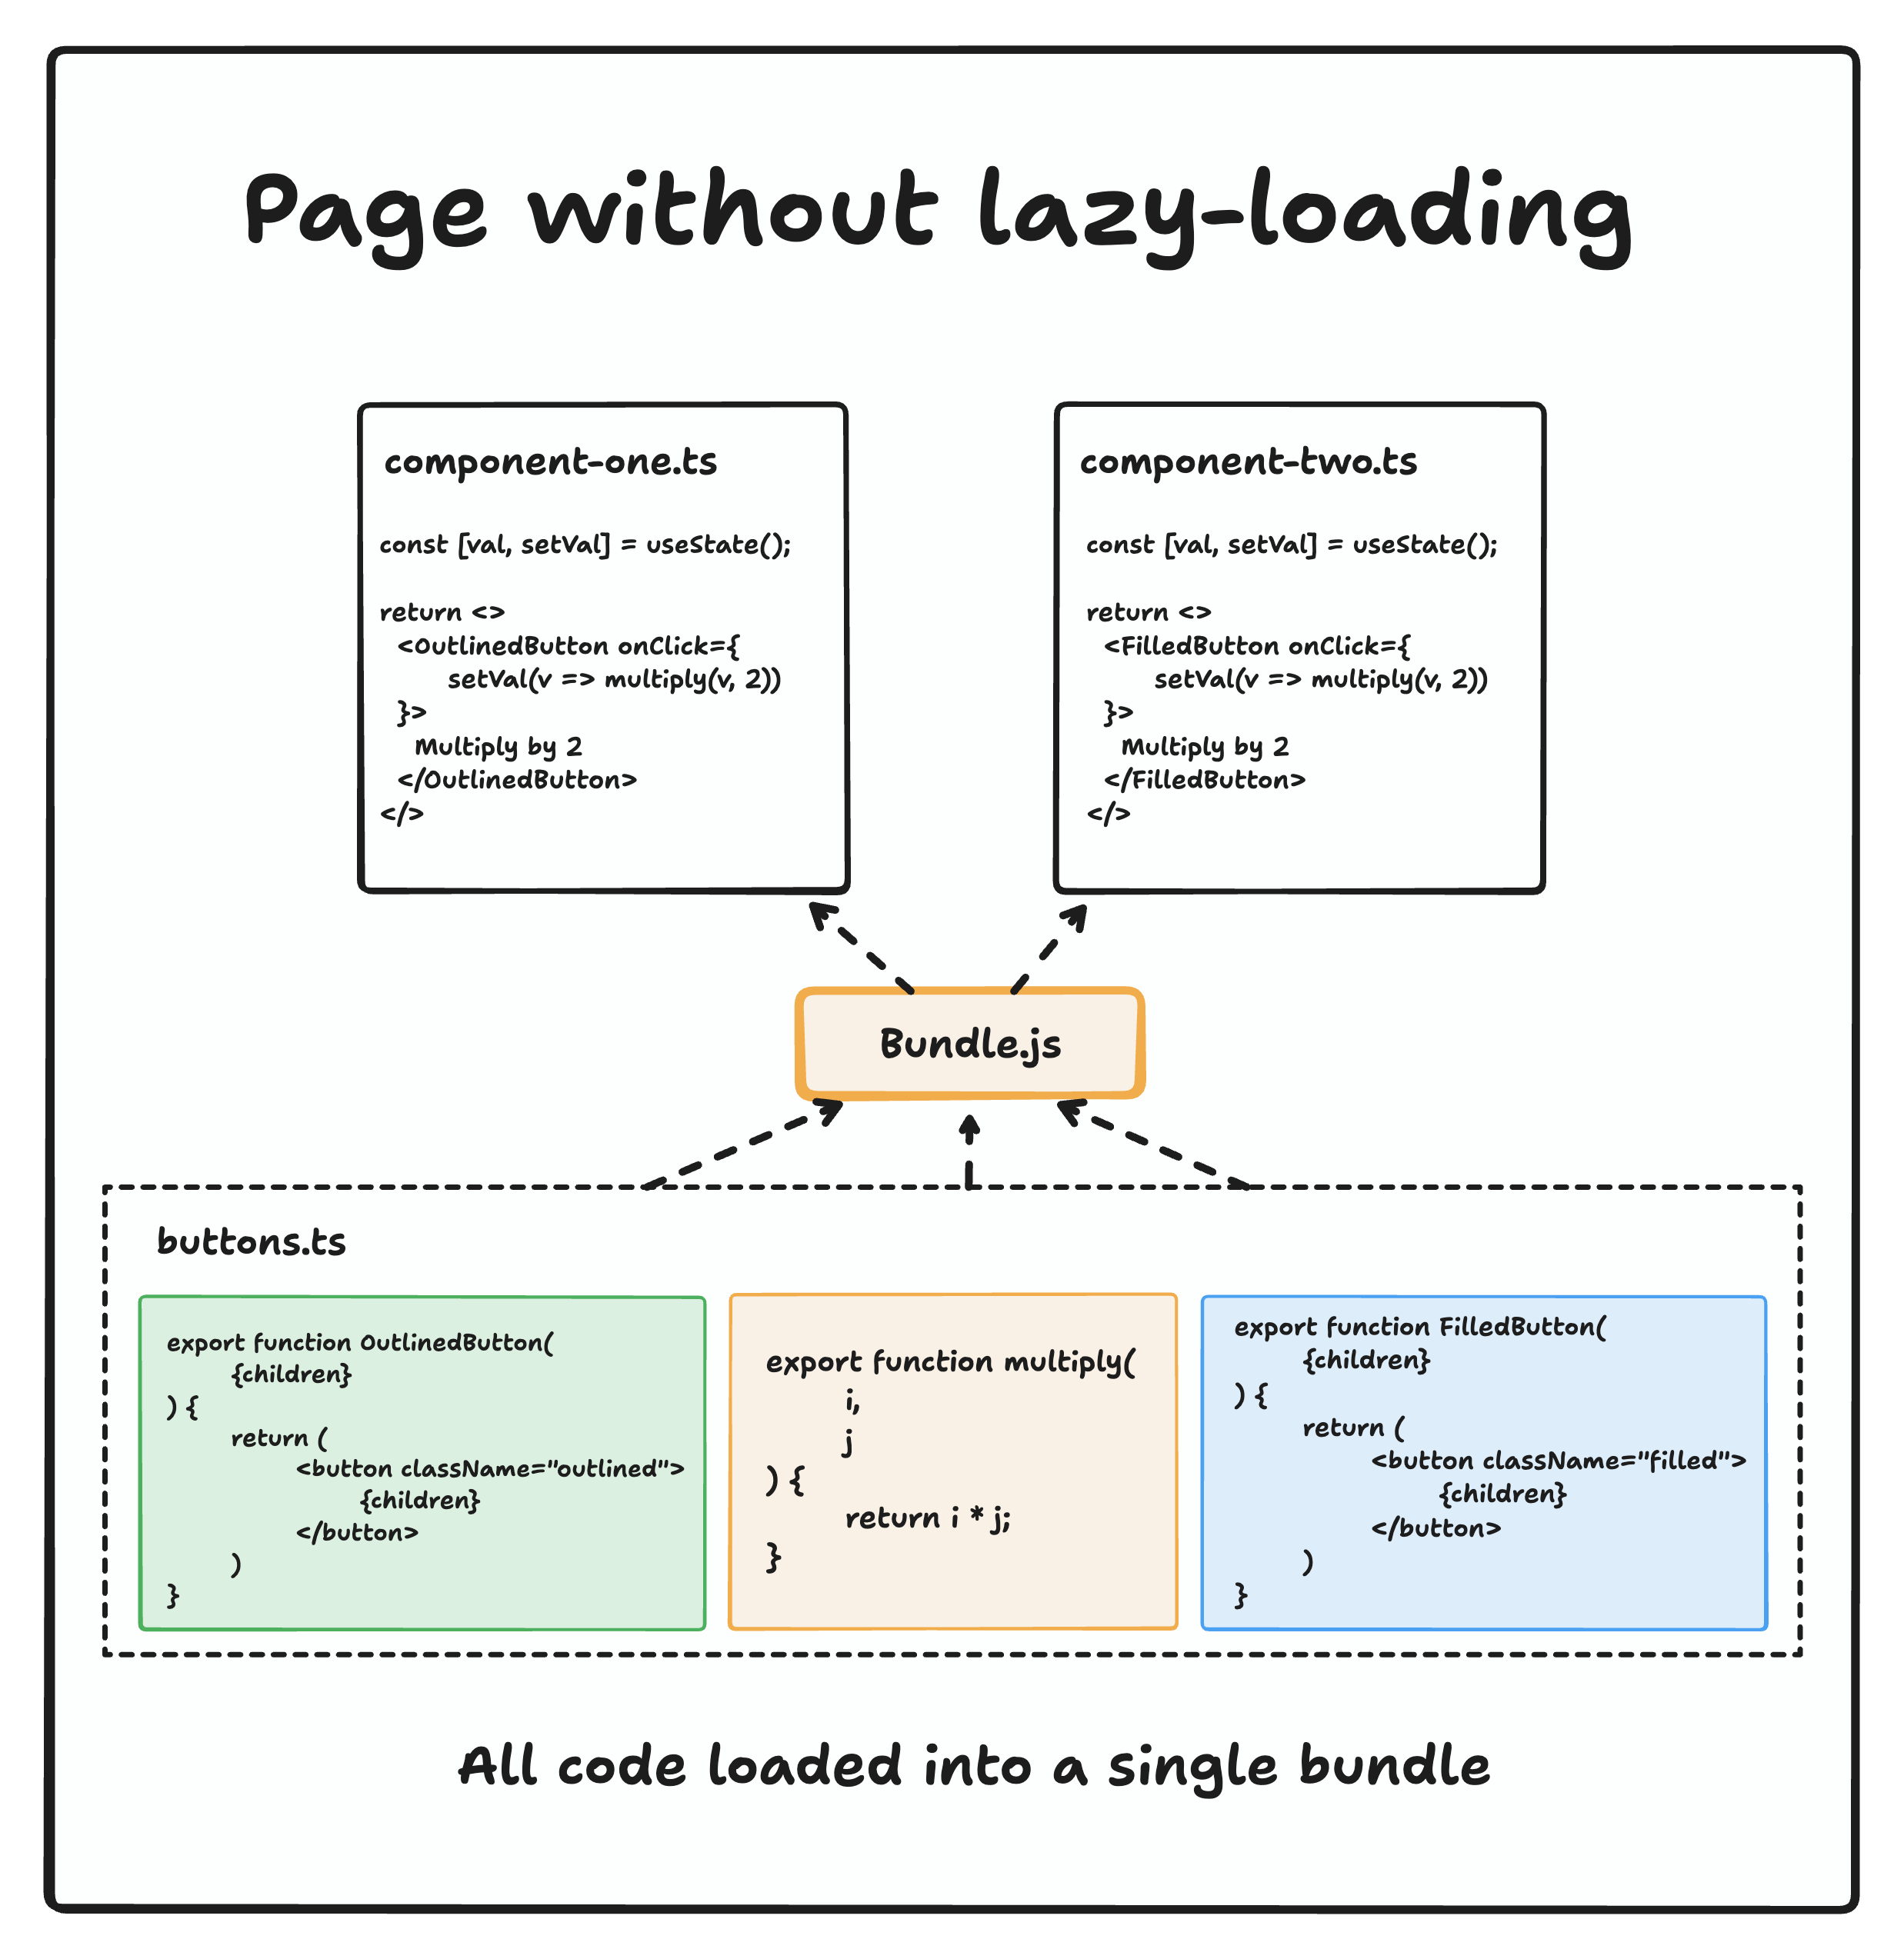 Page without lazy-loading
component-one.ts
const [val, setVal] = useState();
return <>
<OutlinedButton onClick={
setVal(v => multiply(v, 2))
}>
Multiply by 2
</OutlinedButton>
</>
component-two.ts
const [val, setVal] = useState();
return <>
<FilledButton onClick={
setVal(v => multiply(v, 2))
}>
Multiply by 2
</FilledButton>
</>
Bundle.js
buttons.ts
export function OutlinedButton(
{children}
) {
return (
<button className="outlined">
{children}
</button>
)
}
export function multiply(
i,
j
) {
return i * j;
}
export function FilledButton(
{children}
) {
return (
<button className="filled">
{children}
</button>
)
}
All code loaded into a single bundle